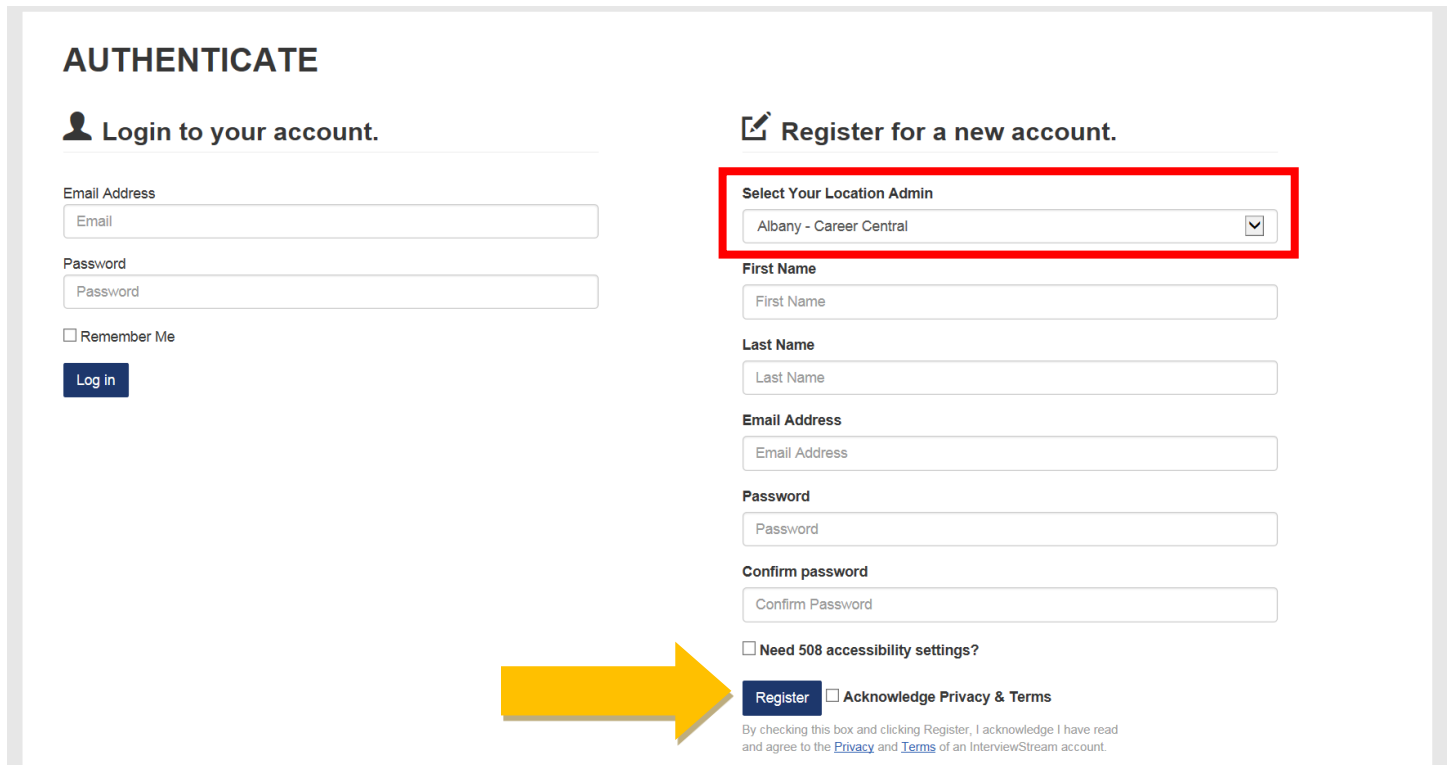 AUTHENTICATE
Login to your account.
Email Address
Email
Password
Password
Remember Me
Log in
Register for a new account.
Select Your Location Admin
Albany - Career Central
First Name
First Name
Last Name
Last Name
Email Address
Email Address
Password
Password
Confirm password
Confirm Password
Need 508 accessibility settings?
Register Acknowledge Privacy & Terms
By checking this box and clicking Register, I acknowledge I have read
and agree to the Privacy and Terms of an InterviewStream account.